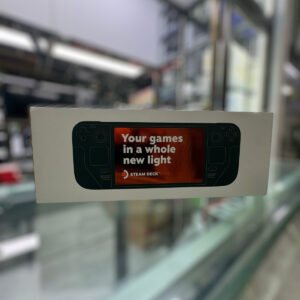 Your games
in a whole
new light
STEAM DECK